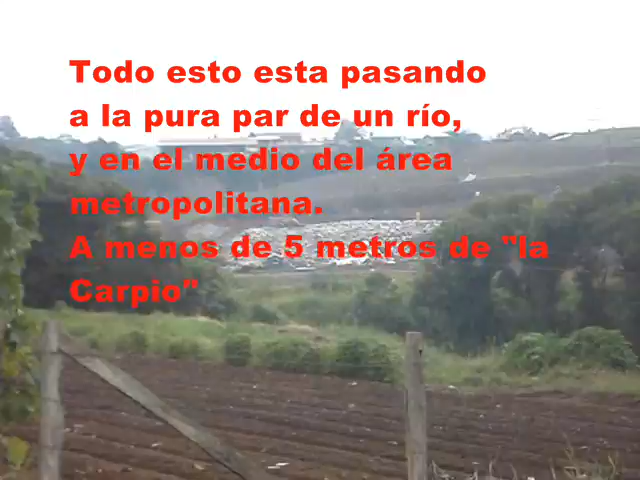 Todo esto esta pasando
a la pura par de un río,
y en el medio del área
metropolitana.
A menos de 5 metros de "la
Carpio"